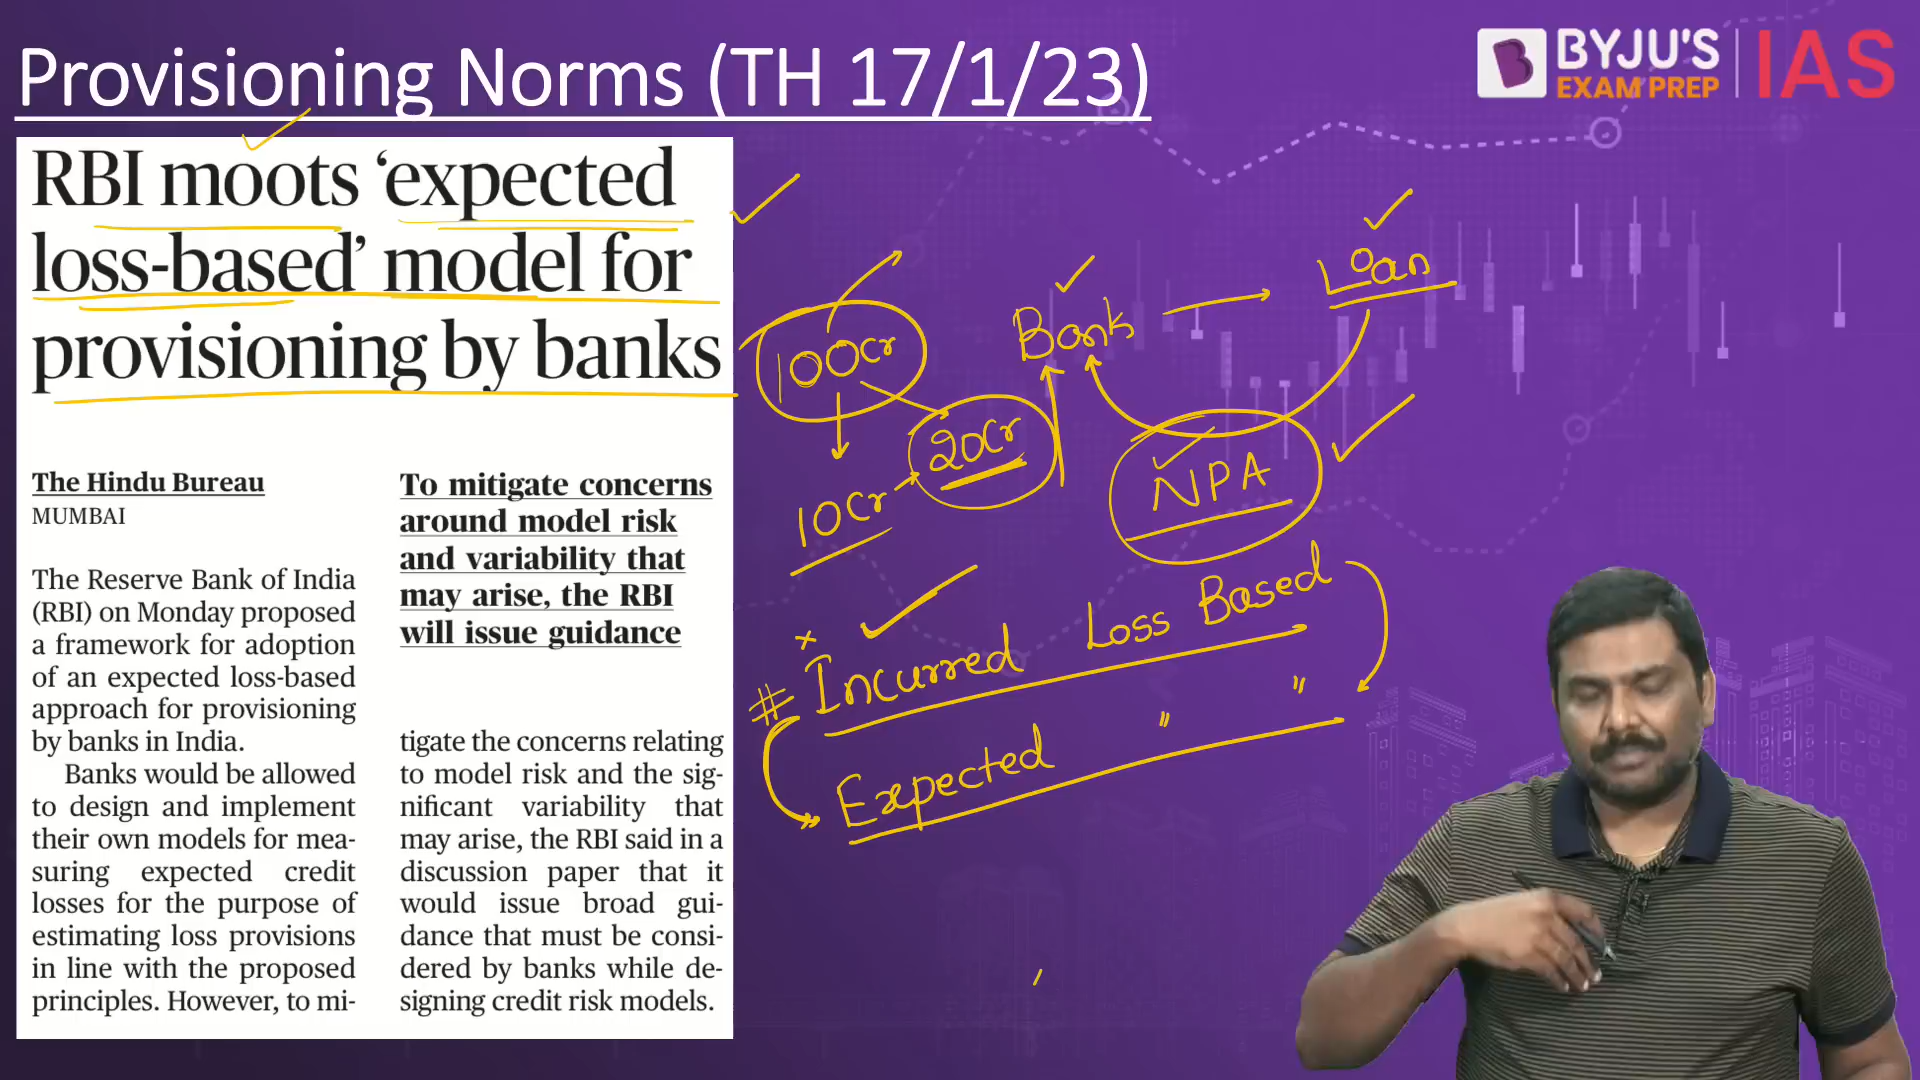 Provisioning Norms (TH 17/1/23)
BYJU'S
EXAM PREP
IAS
RBI moots ‘expected
loss-based’ model for
provisioning by banks
The Hindu Bureau
MUMBAI
The Reserve Bank of India
(RBI) on Monday proposed
a framework for adoption
of an expected loss-based
approach for provisioning
by banks in India.
Banks would be allowed
to design and implement
their own models for mea-
suring expected credit
losses for the purpose of
estimating loss provisions
in line with the proposed
principles. However, to mi-
To mitigate concerns
around model risk
and variability that
may arise, the RBI
will issue guidance
tigate the concerns relating
to model risk and the sig-
nificant variability that
may arise, the RBI said in a
discussion paper that it
would issue broad gui-
dance that must be consi-
dered by banks while de-
signing credit risk models.
Loan
Bank
100Cr
20Cr
10Cr
NPA
# Incurred Loss Based
Expected " "